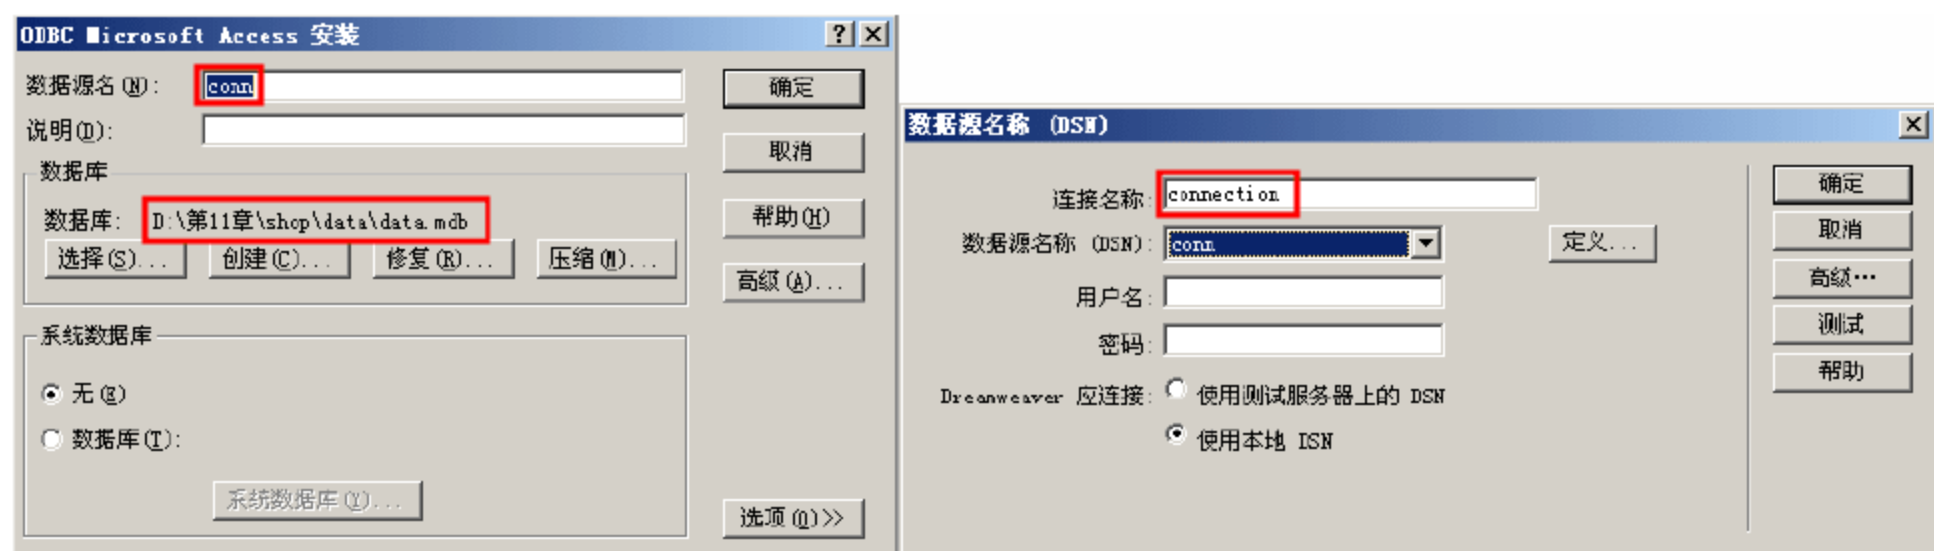 ODBC Microsoft Access 安装
数据源名(N):
conn
确定
说明(D):
取消
数据库
数据库: D:\第11章\shop\data\data.mdb
帮助(H)
选择(S)... 创建(C)... 修复(R)... 压缩(M)...
高级(A)...
系统数据库
无(E)
数据库(T):
系统数据库(Y)...
选项(O)>>
数据源名称 (DSN)
连接名称: connection
确定
数据源名称 (DSN): conn
定义...
取消
用户名:
高级…
密码:
测试
Dreamweaver 应连接: 使用测试服务器上的 DSN
帮助
使用本地 DSN